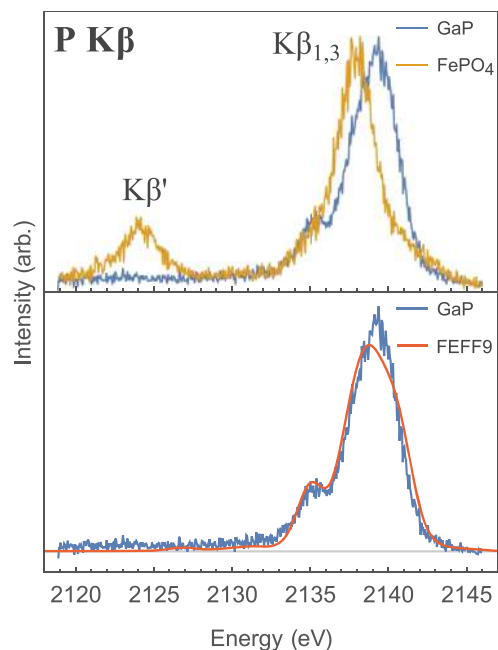 P Kβ
Kβ1,3
GaP
FePO4
Kβ'
Intensity (arb.)
GaP
FEFF9
2120 2125 2130 2135 2140 2145
Energy (eV)